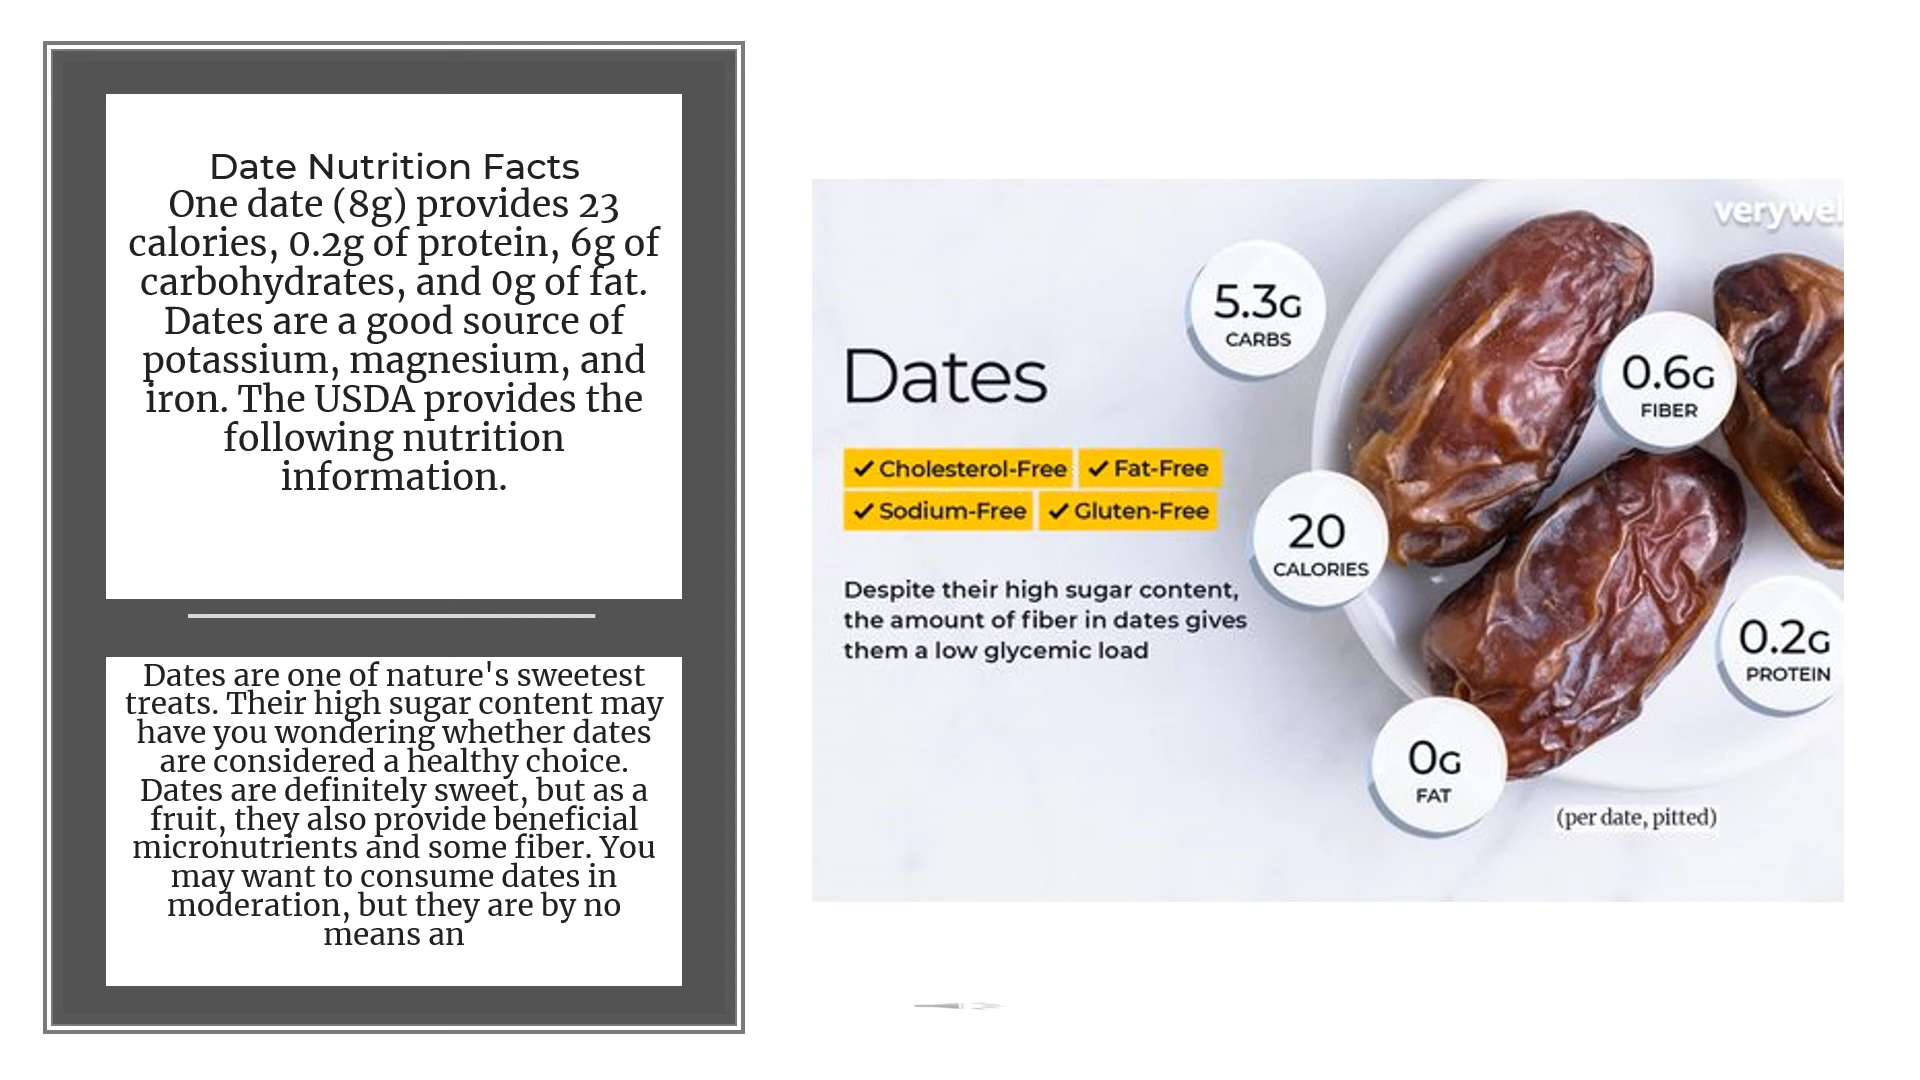 Date Nutrition Facts
One date (8g) provides 23
calories, 0.2g of protein, 6g of
carbohydrates, and 0g of fat.
Dates are a good source of
potassium, magnesium, and
iron. The USDA provides the
following nutrition
information.
Dates are one of nature's sweetest
treats. Their high sugar content may
have you wondering whether dates
are considered a healthy choice.
Dates are definitely sweet, but as a
fruit, they also provide beneficial
micronutrients and some fiber. You
may want to consume dates in
moderation, but they are by no
means an
verywel
5.3G
CARBS
0.6G
FIBER
Dates
✓ Cholesterol-Free ✓ Fat-Free
✓ Sodium-Free ✓ Gluten-Free
20
CALORIES
Despite their high sugar content,
the amount of fiber in dates gives
them a low glycemic load
0.2G
PROTEIN
0G
FAT
(per date, pitted)